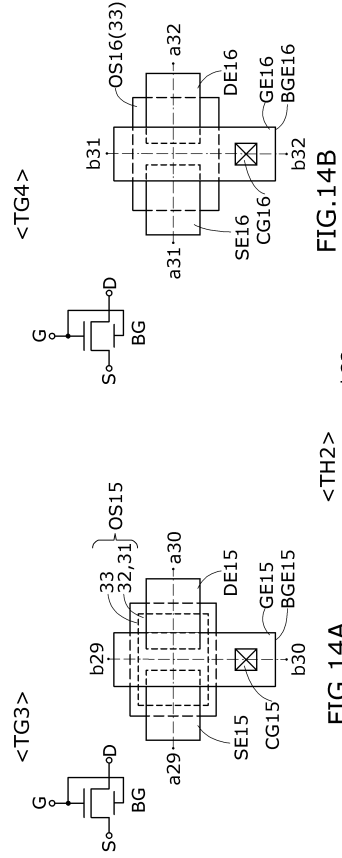 <TG3>
G
S
D
BG
b29
33
32,31
OS15
a29
a30
SE15
DE15
CG15
GE15
BGE15
b30
FIG.14A
<TG4>
G
S
D
BG
b31
OS16(33)
a31
a32
SE16
DE16
CG16
GE16
BGE16
b32
FIG.14B
<TH2>